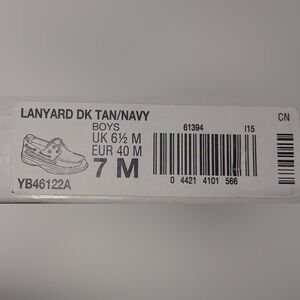 LANYARD DK TAN/NAVY
CN
BOYS
UK 6½ M
EUR 40 M
7 M
61394 I15
YB46122A
0 4421 4101 566